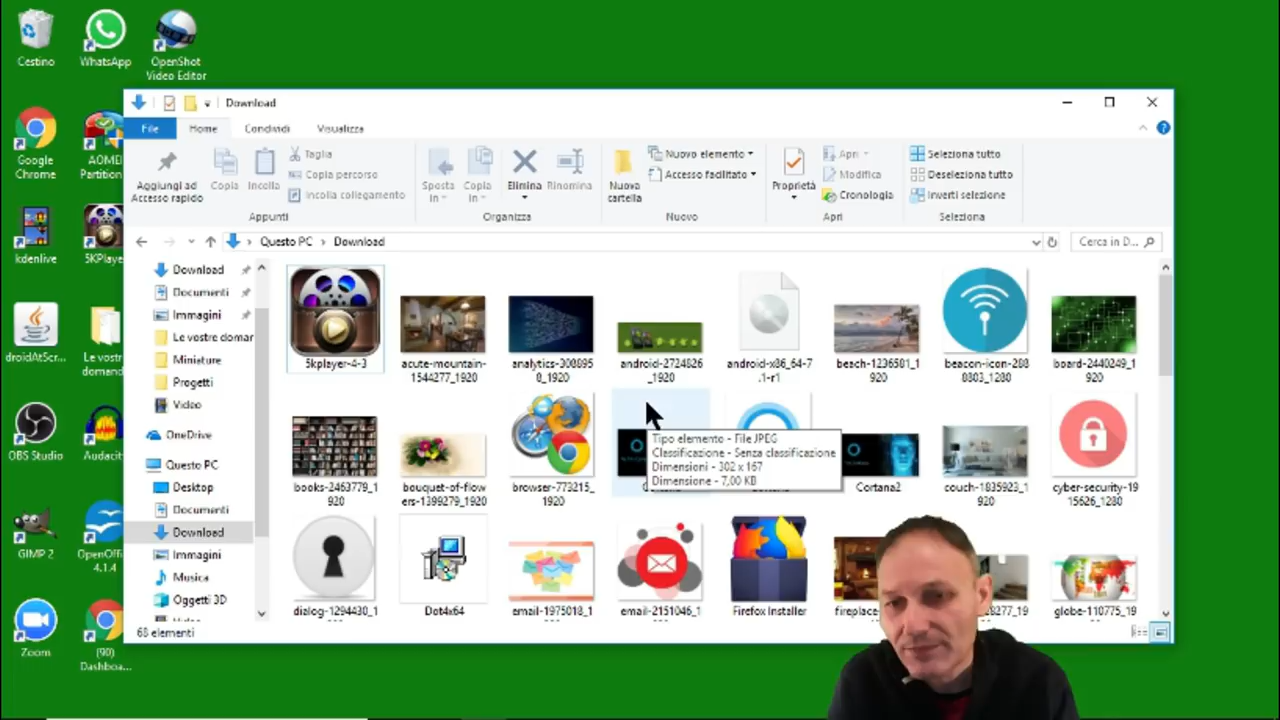 Cestino
WhatsApp
OpenShot
Video Editor
Google
Chrome
AOMEI
Partition...
kdenlive
5KPlaye
droidAtScr...
Le vostr
domand
OBS Studio
Audacit
GIMP 2
OpenOffi
4.1.4
Zoom
(90)
Dashboa...
Download
File
Home
Condividi
Visualizza
Aggiungi ad
Accesso rapido
Copia
Incolla
Taglia
Copia percorso
Incolla collegamento
Appunti
Sposta
in
Copia
in
Elimina
Rinomina
Organizza
Nuova
cartella
Nuovo elemento
Accesso facilitato
Nuovo
Proprietà
Apri
Modifica
Cronologia
Apri
Seleziona tutto
Deseleziona tutto
Inverti selezione
Seleziona
Questo PC
Download
Cerca in D...
Download
Documenti
Immagini
Le vostre domar
Miniature
Progetti
Video
OneDrive
Questo PC
Desktop
Documenti
Download
Immagini
Musica
Oggetti 3D
5kplayer-4-3
acute-mountain-
1544277_1920
analytics-308895
8_1920
android-2724826
_1920
android-x86_64-7
.1-r1
beach-1236581_1
920
beacon-icon-288
8803_1280
board-2440249_1
920
books-2463779_1
920
bouquet-of-flow
ers-1399279_1920
browser-773215_
1920
Tipo elemento - File JPEG
Classificazione - Senza classificazione
Dimensioni - 302 x 167
Dimensione - 7,00 KB
Cortana2
couch-1835923_1
920
cyber-security-19
15626_1280
dialog-1294430_1
Dot4x64
email-1975018_1
email-2151046_1
Firefox Installer
fireplace-
8277_19
globe-110775_19
68 elementi